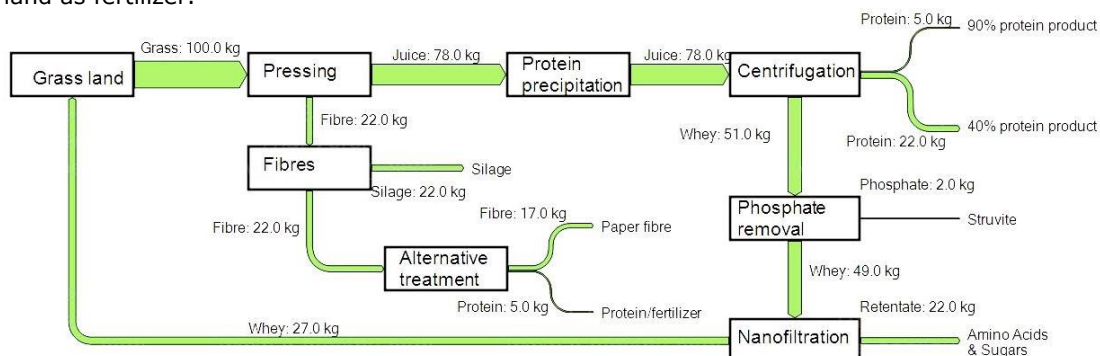 land as fertilizer.
Protein: 5.0 kg
90% protein product
Grass: 100.0 kg
Juice: 78.0 kg
Juice: 78.0 kg
Grass land
Pressing
Protein
precipitation
Centrifugation
Fibre: 22.0 kg
Whey: 51.0 kg
40% protein product
Protein: 22.0 kg
Fibres
Silage
Silage: 22.0 kg
Phosphate: 2.0 kg
Phosphate
removal
Struvite
Fibre: 22.0 kg
Fibre: 17.0 kg
Paper fibre
Alternative
treatment
Whey: 49.0 kg
Protein: 5.0 kg
Protein/fertilizer
Retentate: 22.0 kg
Whey: 27.0 kg
Nanofiltration
Amino Acids
& Sugars